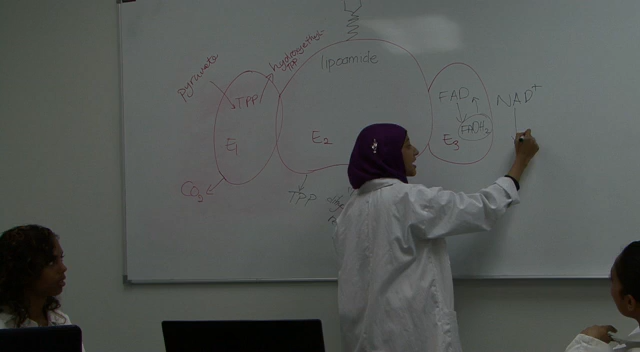 pyruvate
hydroxyethyl-TPP
lipoamide
TPP
FAD
NAD+
FADH2
E1
E2
E3
CO2
TPP